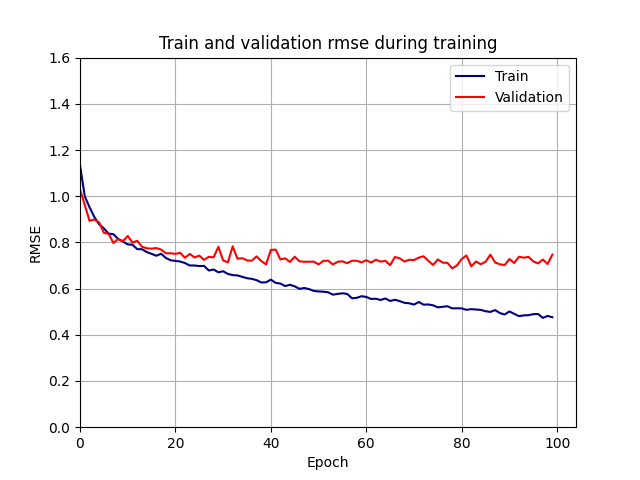 Train and validation rmse during training
Train
Validation
1.6
1.4
1.2
1.0
0.8
0.6
0.4
0.2
0.0
RMSE
0 20 40 60 80 100
Epoch